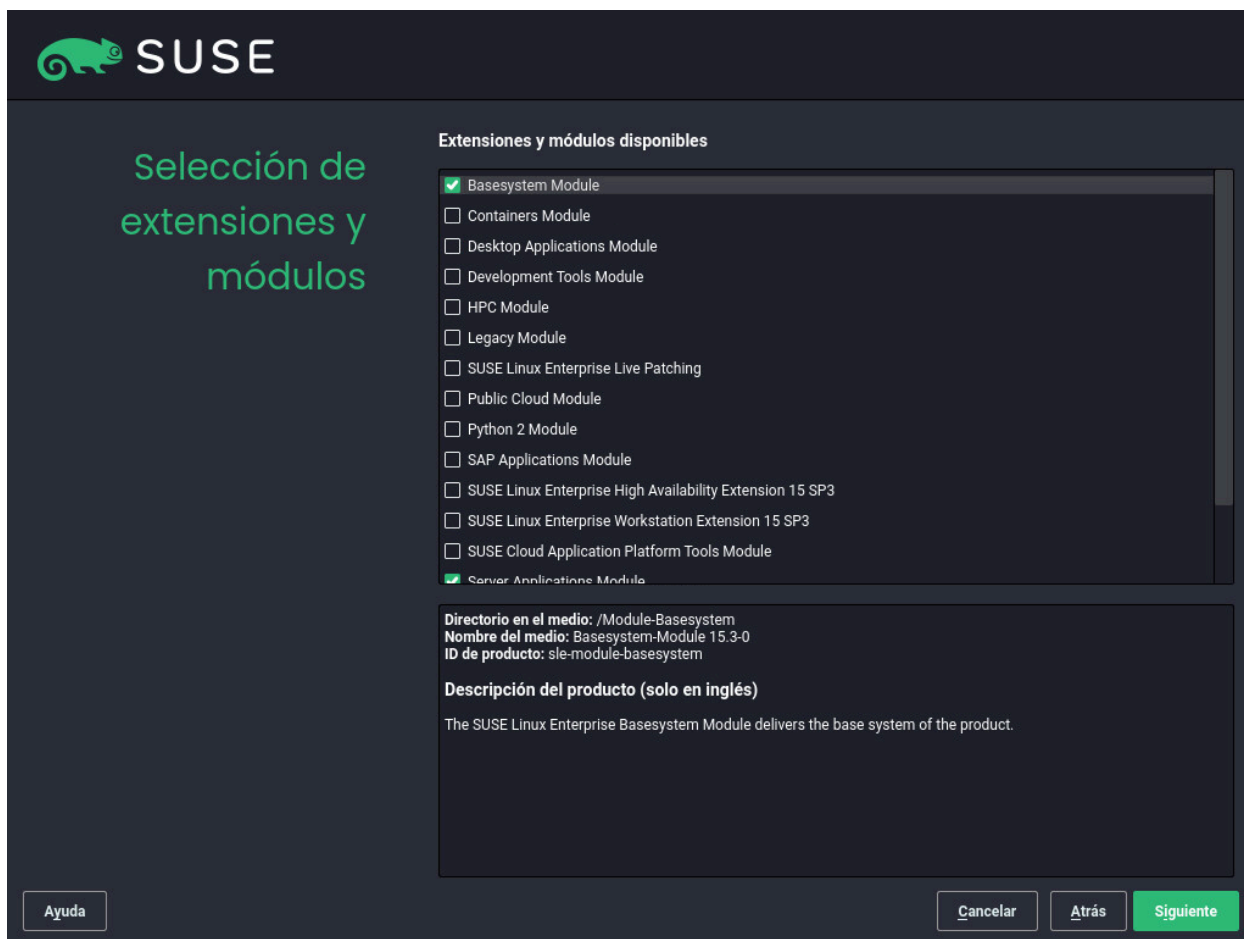 SUSE
Selección de
extensiones y
módulos
Extensiones y módulos disponibles
Basesystem Module
Containers Module
Desktop Applications Module
Development Tools Module
HPC Module
Legacy Module
SUSE Linux Enterprise Live Patching
Public Cloud Module
Python 2 Module
SAP Applications Module
SUSE Linux Enterprise High Availability Extension 15 SP3
SUSE Linux Enterprise Workstation Extension 15 SP3
SUSE Cloud Application Platform Tools Module
Server Applications Module
Directorio en el medio: /Module-Basesystem
Nombre del medio: Basesystem-Module 15.3-0
ID de producto: sle-module-basesystem
Descripción del producto (solo en inglés)
The SUSE Linux Enterprise Basesystem Module delivers the base system of the product.
Ayuda
Cancelar
Atrás
Siguiente